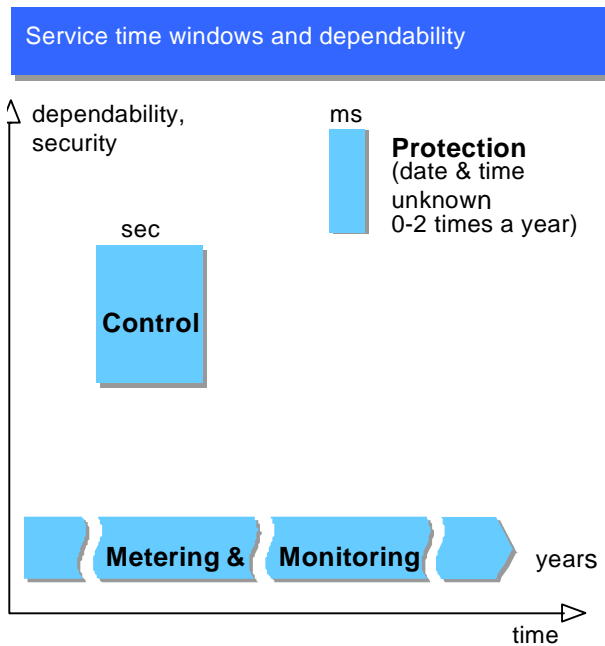 Service time windows and dependability
dependability,
security
ms
Protection
(date & time
unknown
0-2 times a year)
sec
Control
Metering & Monitoring
years
time